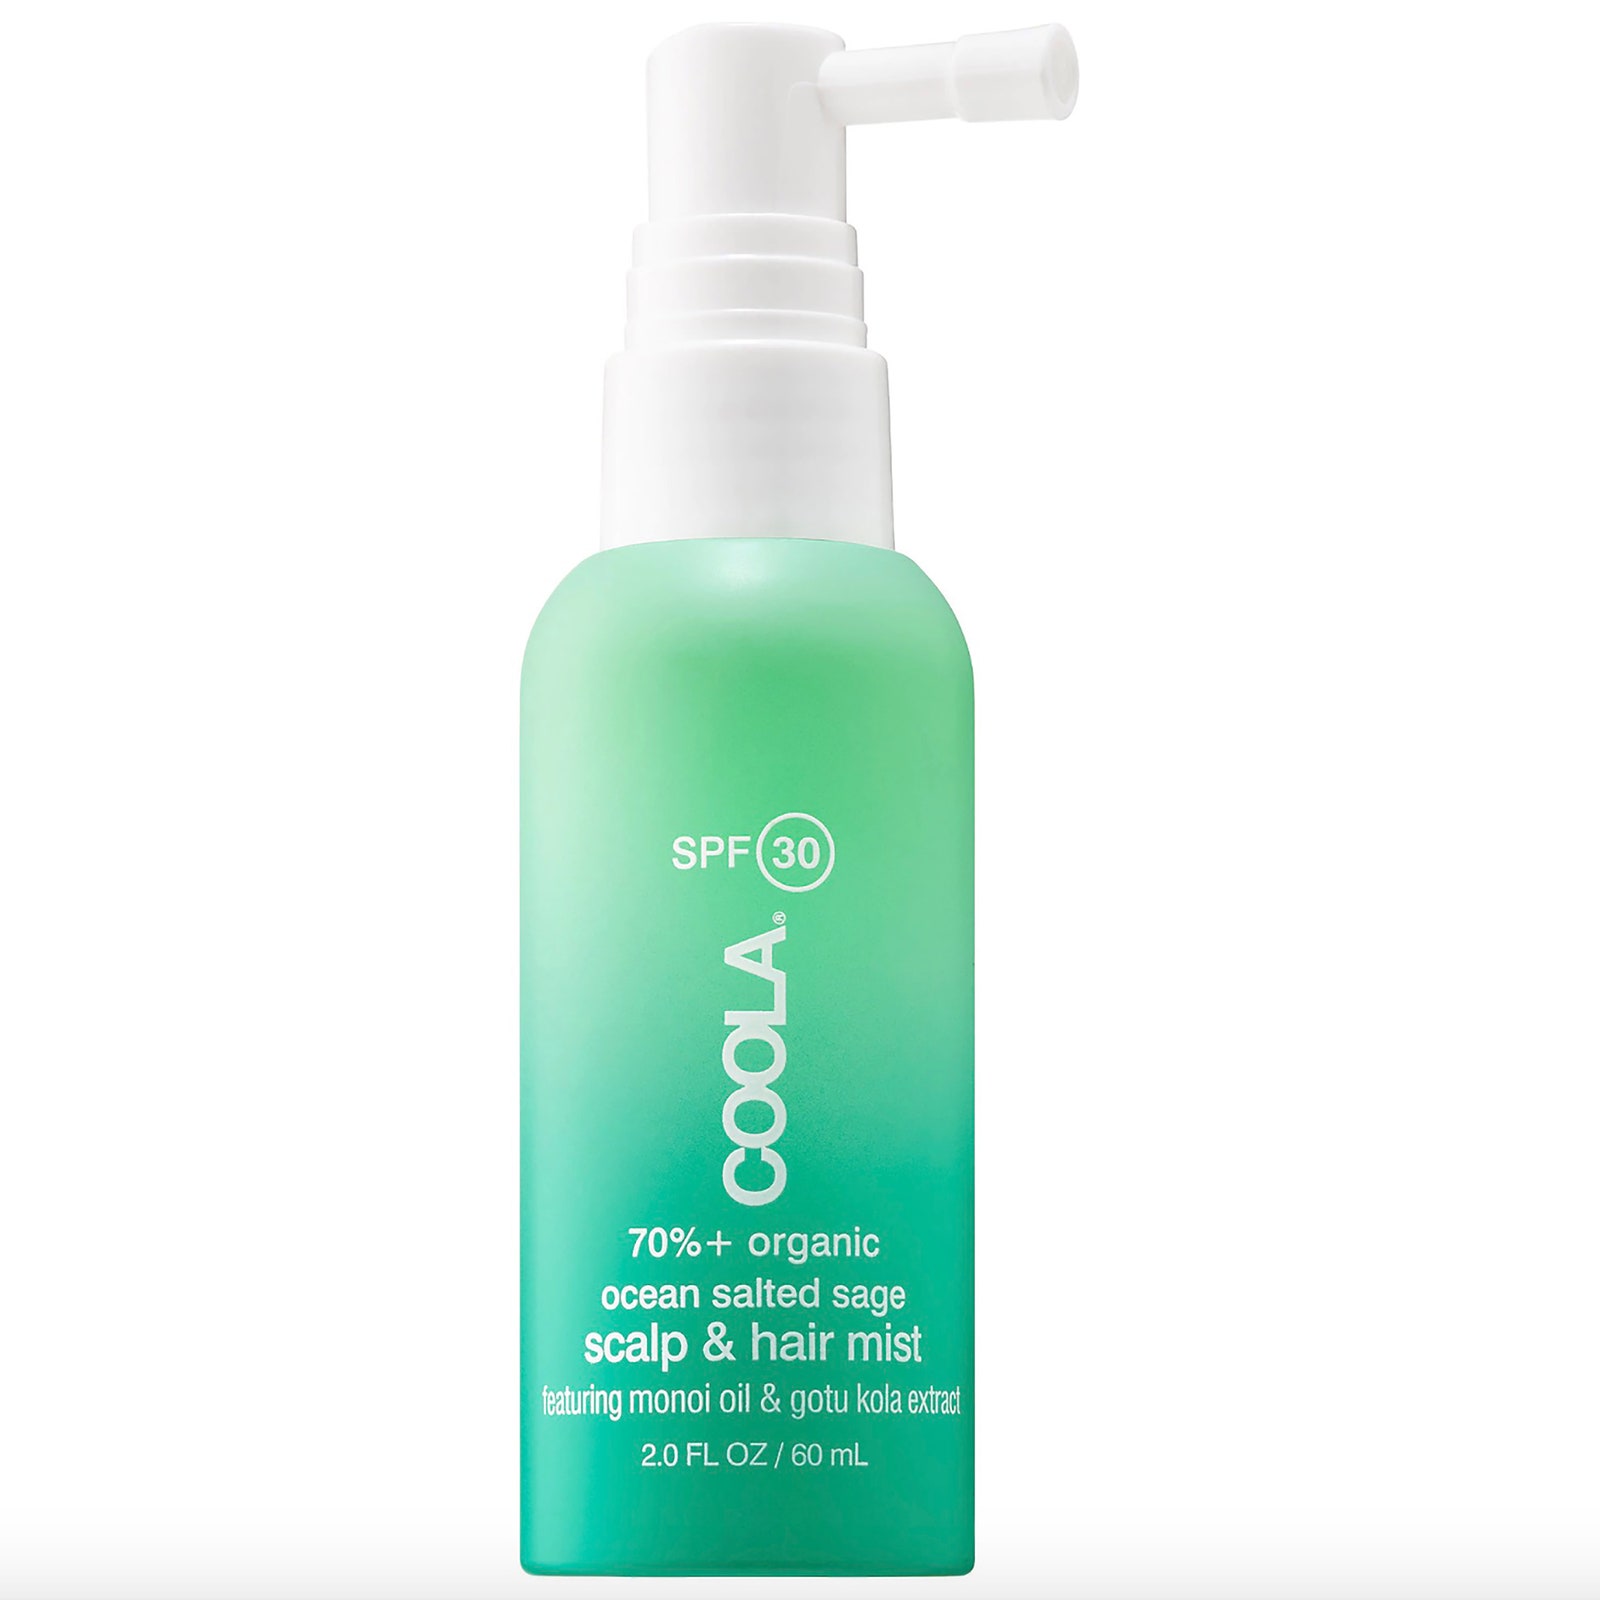 SPF 30
COOLA®
70%+ organic
ocean salted sage
scalp & hair mist
featuring monoi oil & gotu kola extract
2.0 FL OZ / 60 mL